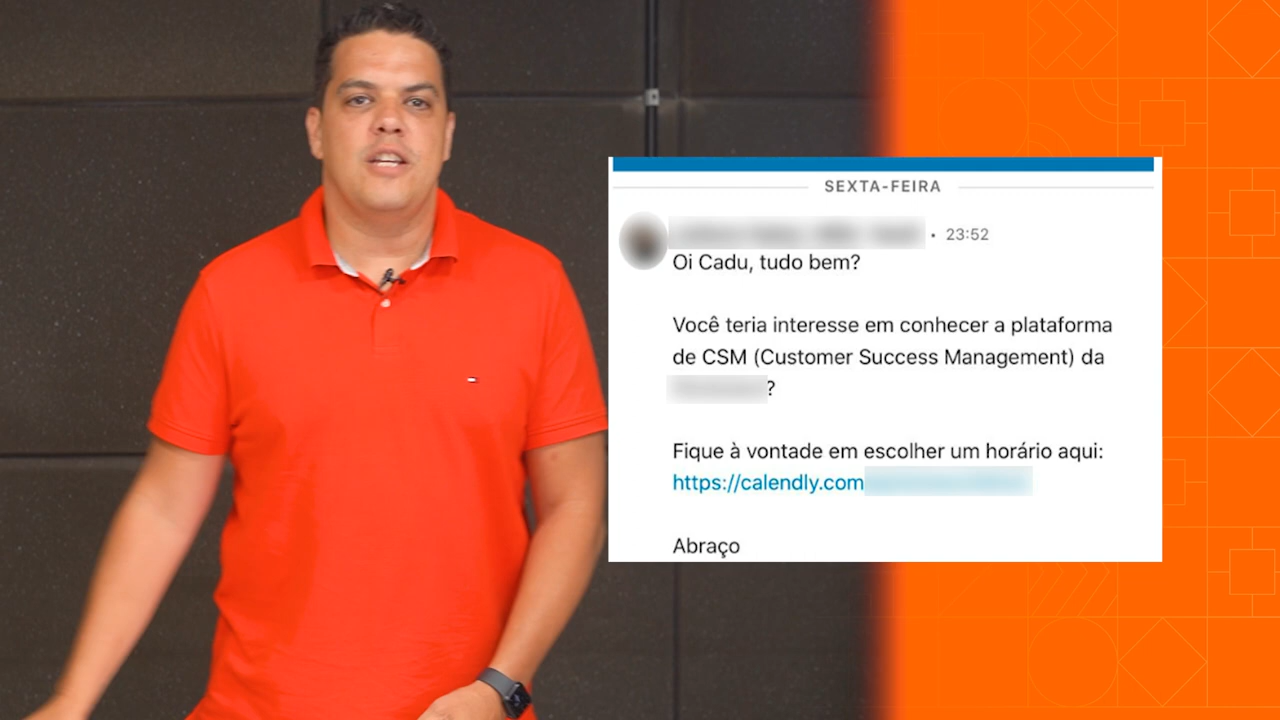 SEXTA-FEIRA
• 23:52
Oi Cadu, tudo bem?
Você teria interesse em conhecer a plataforma
de CSM (Customer Success Management) da
?
Fique à vontade em escolher um horário aqui:
https://calendly.com
Abraço